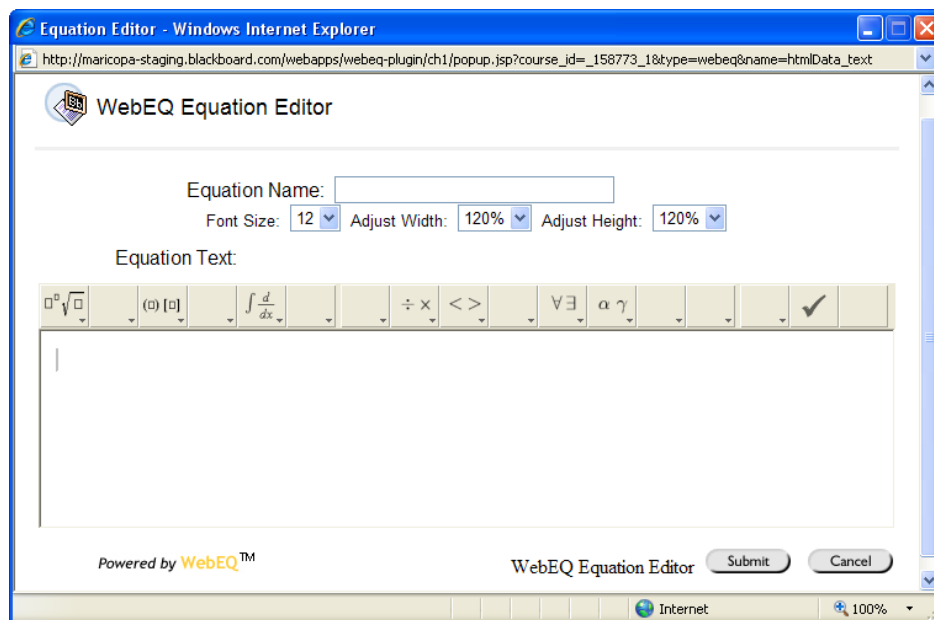 Equation Editor - Windows Internet Explorer
http://maricopa-staging.blackboard.com/webapps/webeq-plugin/ch1/popup.jsp?course_id=_158773_1&type=webeq&name=htmlData_text
WebEQ Equation Editor
Equation Name:
Font Size: 12 Adjust Width: 120% Adjust Height: 120%
Equation Text:
□□√□ (□) [□] ∫ d/dx ÷ × < > ∀∃ α γ
Powered by WebEQ™
WebEQ Equation Editor Submit Cancel
Internet 100%